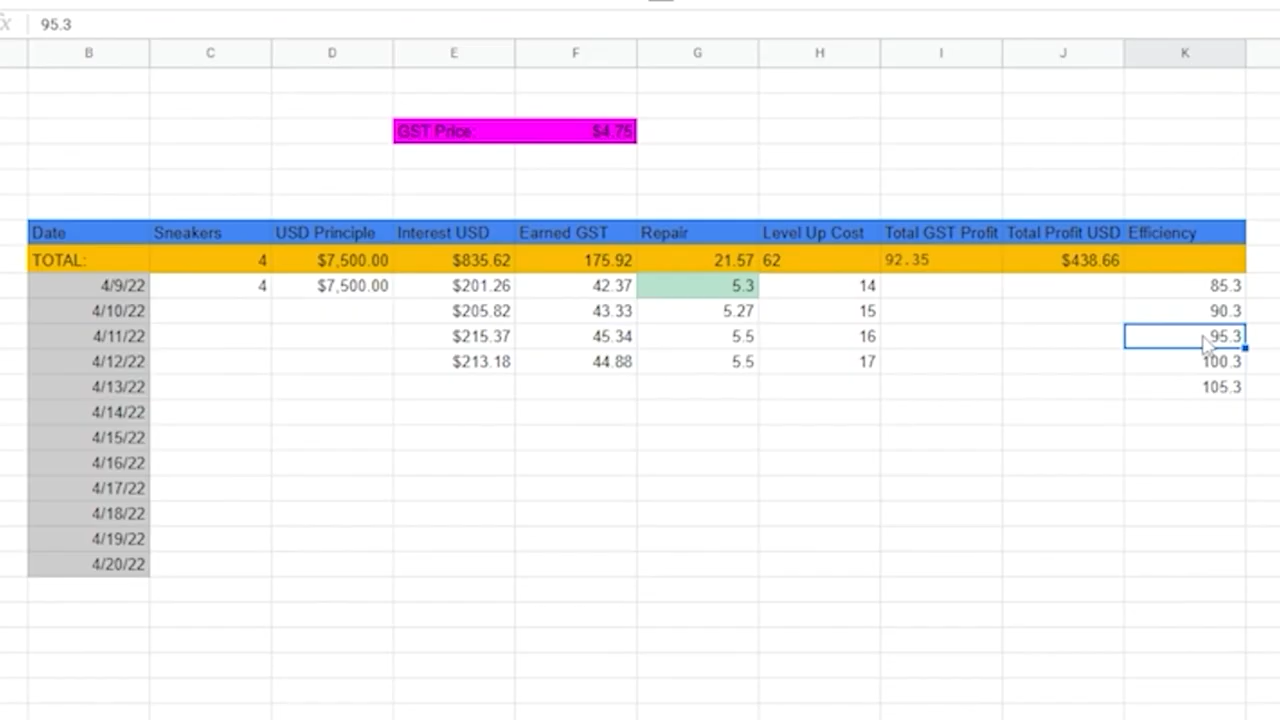 95.3
B C D E F G H I J K
GST Price: $4.75
Date Sneakers USD Principle Interest USD Earned GST Repair Level Up Cost Total GST Profit Total Profit USD Efficiency
TOTAL: 4 $7,500.00 $835.62 175.92 21.57 62 92.35 $438.66
4/9/22 4 $7,500.00 $201.26 42.37 5.3 14 85.3
4/10/22 $205.82 43.33 5.27 15 90.3
4/11/22 $215.37 45.34 5.5 16 95.3
4/12/22 $213.18 44.88 5.5 17 100.3
4/13/22 105.3
4/14/22
4/15/22
4/16/22
4/17/22
4/18/22
4/19/22
4/20/22